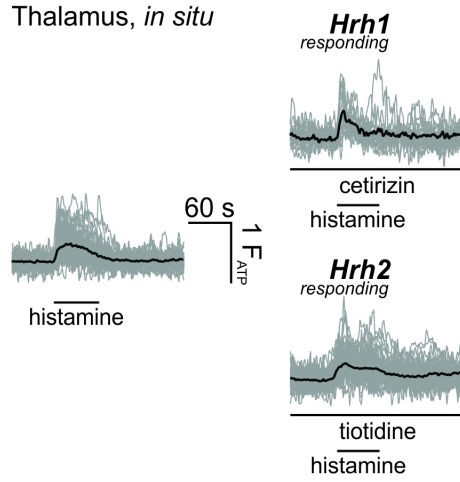 Thalamus, in situ
Hrh1
responding
cetirizin
histamine
60 s
1 F ATP
histamine
Hrh2
responding
tiotidine
histamine